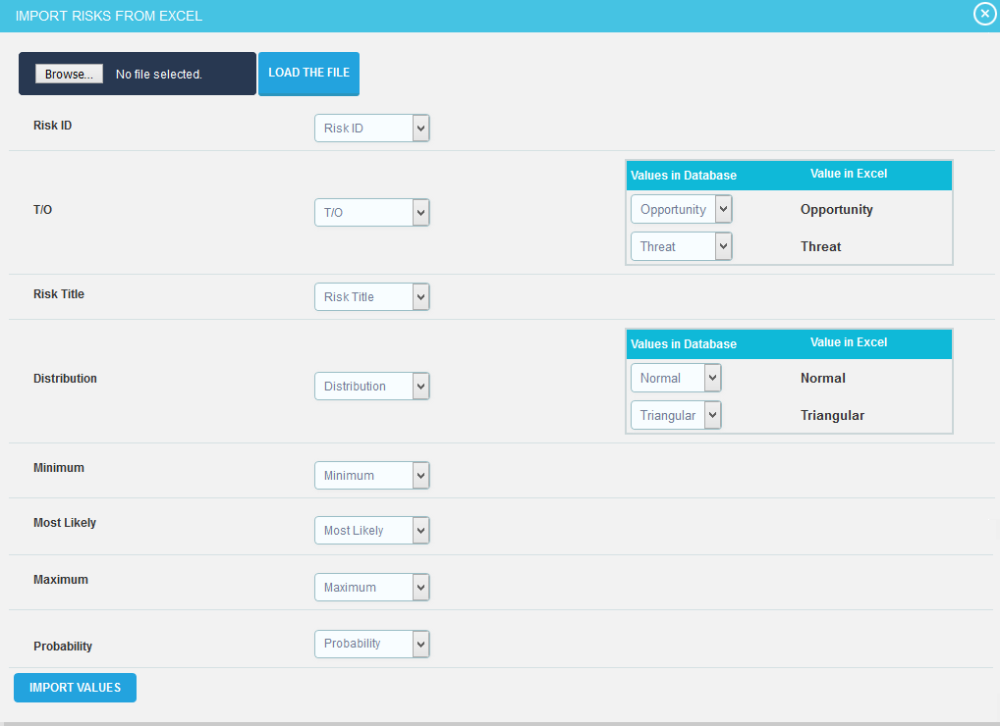 IMPORT RISKS FROM EXCEL
Browse... No file selected. LOAD THE FILE
Risk ID Risk ID
Values in Database Value in Excel
T/O T/O Opportunity Opportunity
Threat Threat
Risk Title Risk Title
Values in Database Value in Excel
Distribution Distribution Normal Normal
Triangular Triangular
Minimum Minimum
Most Likely Most Likely
Maximum Maximum
Probability Probability
IMPORT VALUES